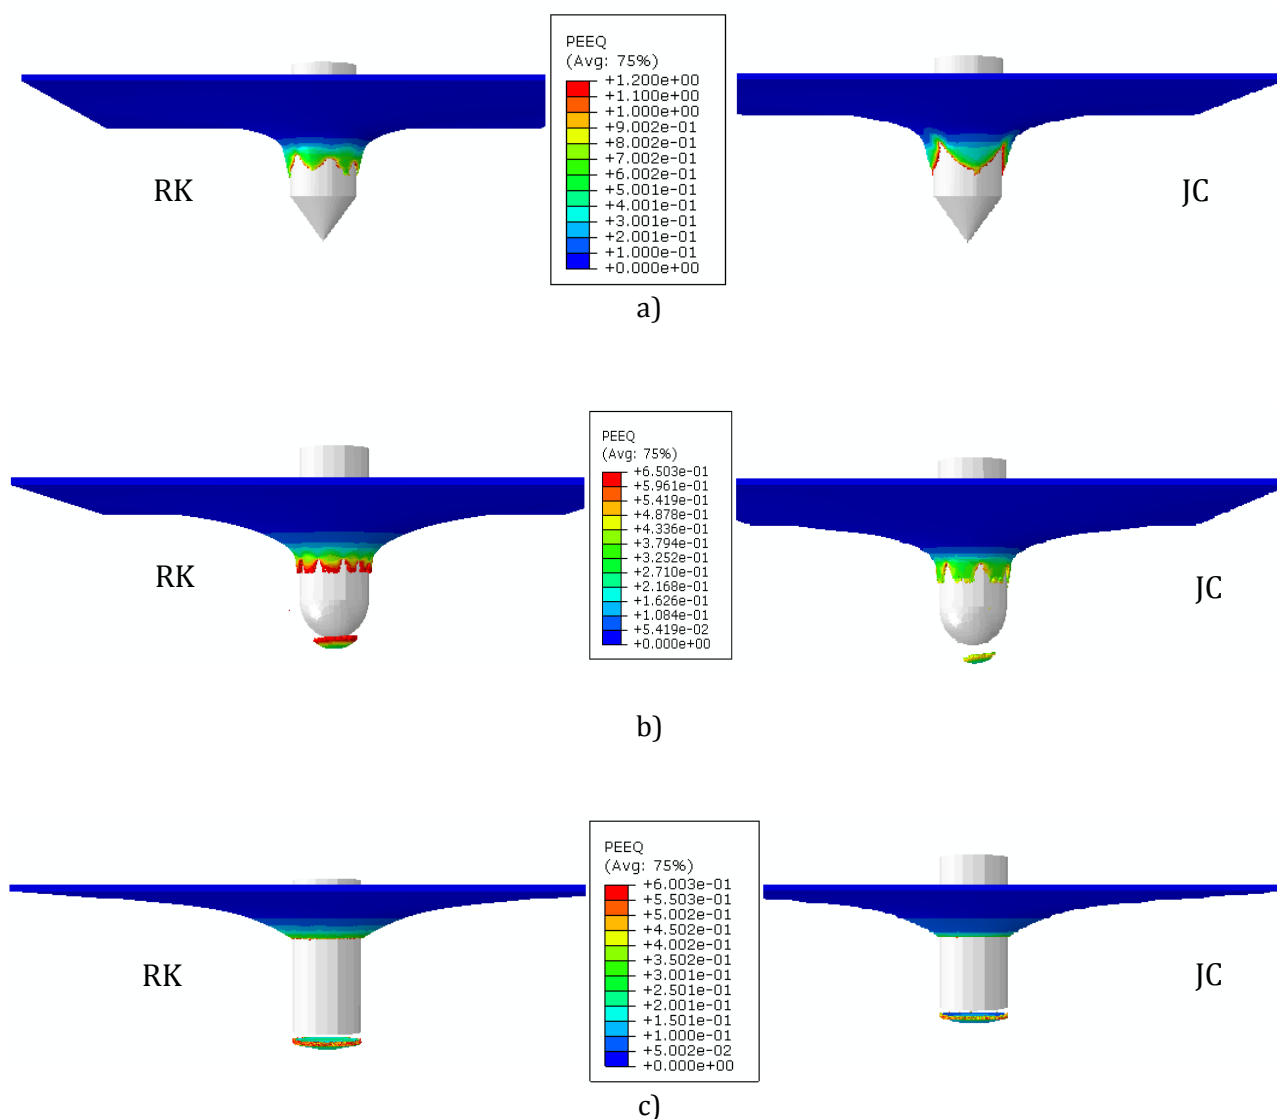 PEEQ
(Avg: 75%)
+1.200e+00
+1.100e+00
+1.000e+00
+9.002e-01
+8.002e-01
+7.002e-01
+6.002e-01
+5.001e-01
+4.001e-01
+3.001e-01
+2.001e-01
+1.000e-01
+0.000e+00
RK
JC
a)
PEEQ
(Avg: 75%)
+6.503e-01
+5.961e-01
+5.419e-01
+4.878e-01
+4.336e-01
+3.794e-01
+3.252e-01
+2.710e-01
+2.168e-01
+1.626e-01
+1.084e-01
+5.419e-02
+0.000e+00
RK
JC
b)
PEEQ
(Avg: 75%)
+6.003e-01
+5.503e-01
+5.002e-01
+4.502e-01
+4.002e-01
+3.502e-01
+3.001e-01
+2.501e-01
+2.001e-01
+1.501e-01
+1.000e-01
+5.002e-02
+0.000e+00
RK
JC
c)